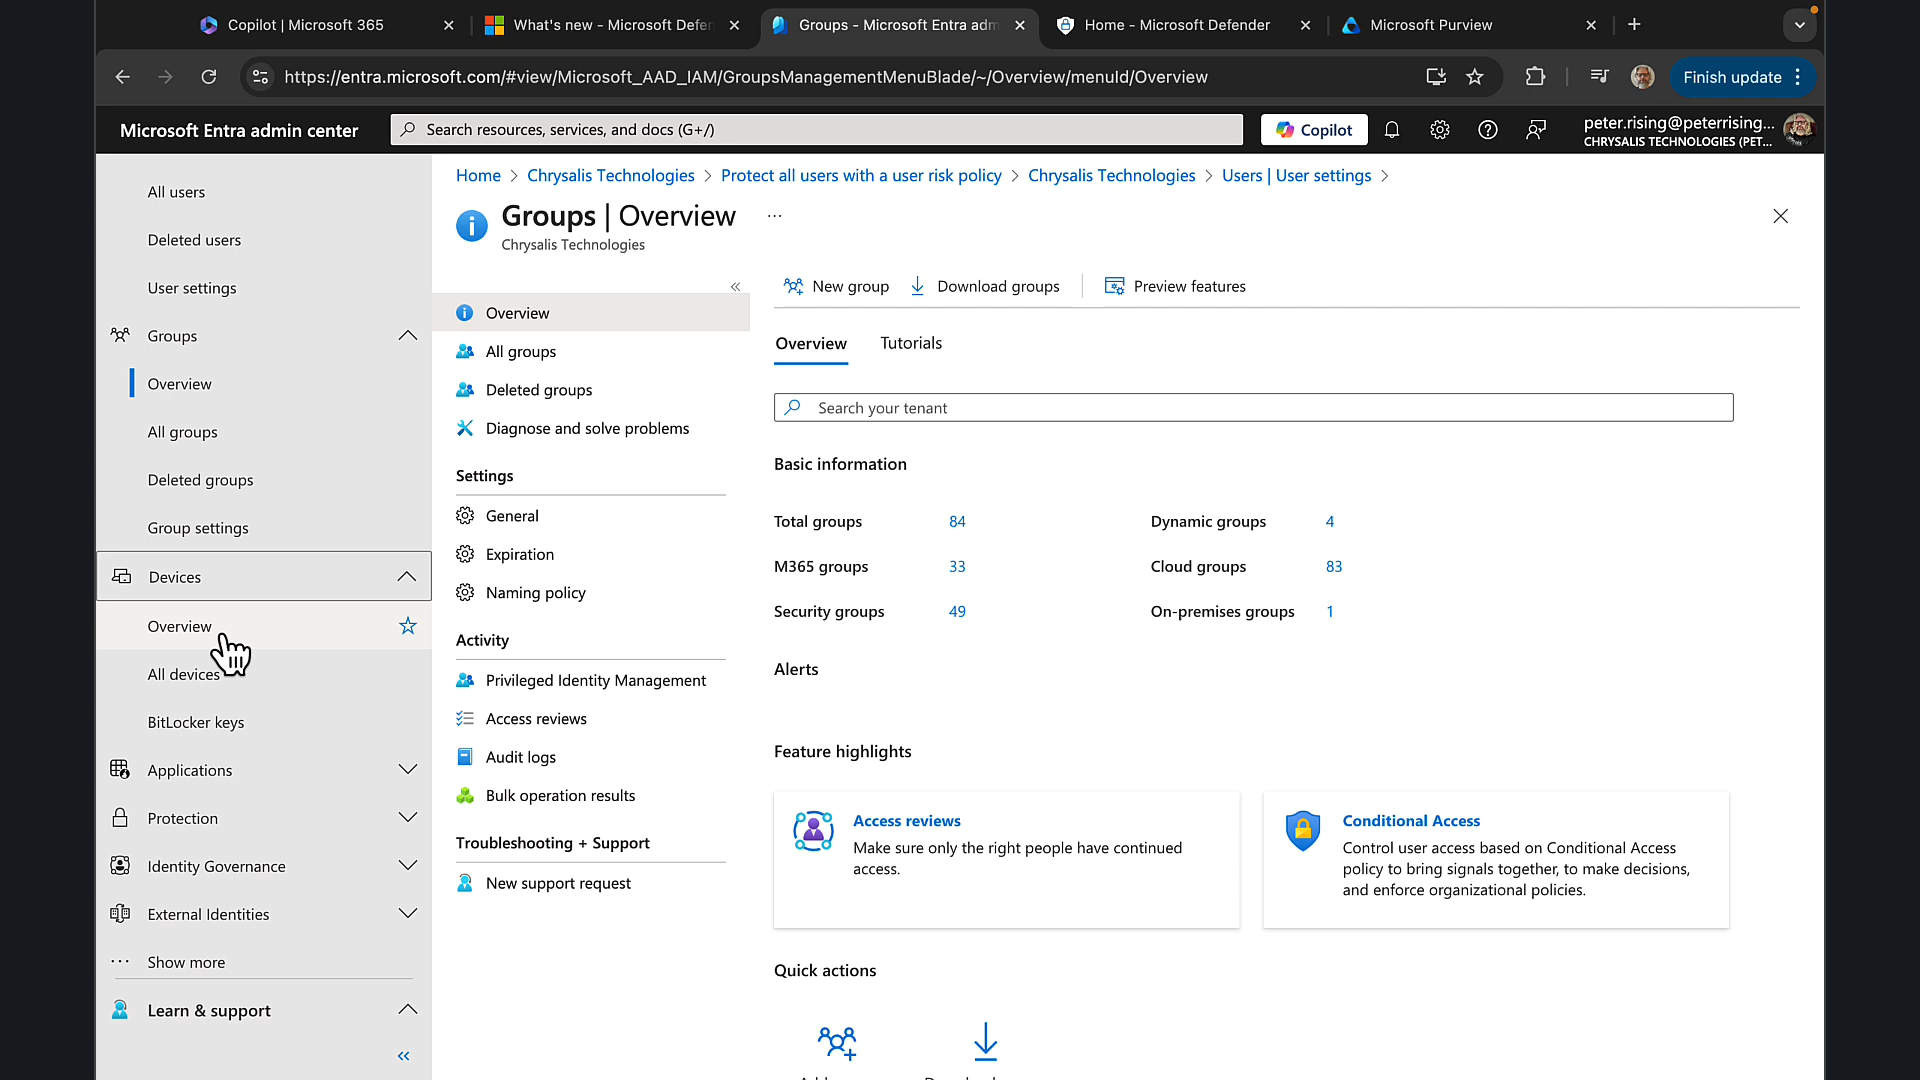 Copilot | Microsoft 365
What's new - Microsoft Defen
Groups - Microsoft Entra adm
Home - Microsoft Defender
Microsoft Purview
https://entra.microsoft.com/#view/Microsoft_AAD_IAM/GroupsManagementMenuBlade/~/Overview/menuId/Overview
Finish update
Microsoft Entra admin center
Search resources, services, and docs (G+/)
Copilot
peter.rising@peterrising...
CHRYSALIS TECHNOLOGIES (PET...
All users
Deleted users
User settings
Groups
Overview
All groups
Deleted groups
Group settings
Devices
Overview
All devices
BitLocker keys
Applications
Protection
Identity Governance
External Identities
Show more
Learn & support
Home > Chrysalis Technologies > Protect all users with a user risk policy > Chrysalis Technologies > Users | User settings >
Groups | Overview
Chrysalis Technologies
Overview
All groups
Deleted groups
Diagnose and solve problems
Settings
General
Expiration
Naming policy
Activity
Privileged Identity Management
Access reviews
Audit logs
Bulk operation results
Troubleshooting + Support
New support request
New group
Download groups
Preview features
Overview
Tutorials
Search your tenant
Basic information
Total groups 84
Dynamic groups 4
M365 groups 33
Cloud groups 83
Security groups 49
On-premises groups 1
Alerts
Feature highlights
Access reviews
Make sure only the right people have continued
access.
Conditional Access
Control user access based on Conditional Access
policy to bring signals together, to make decisions,
and enforce organizational policies.
Quick actions